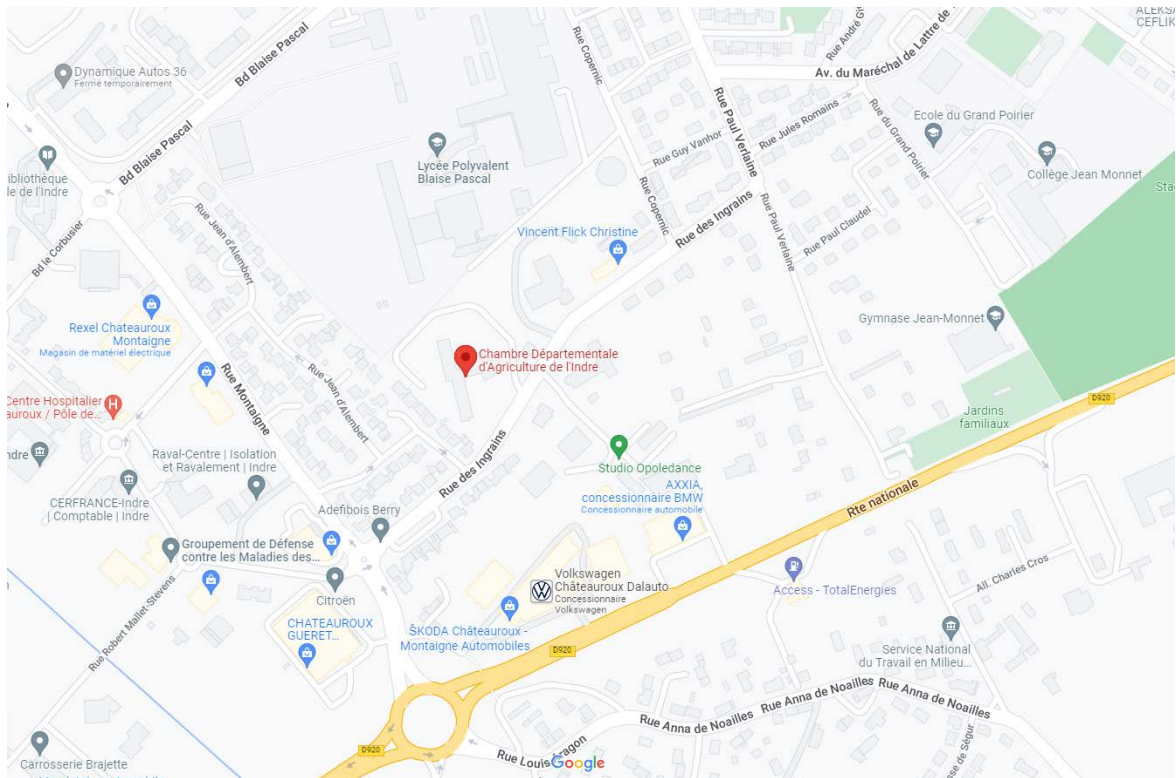 ALEKSA
CEFLIK
Dynamique Autos 36
Fermé temporairement
Bd Blaise Pascal
Rue Copernic
Rue André Gi
Av. du Maréchal de Lattre de
Rue Paul Verlaine
Rue Jules Romains
Rue Guy Vanhor
Rue du Grand Poirier
Ecole du Grand Poirier
Collège Jean Monnet
Sta
Lycée Polyvalent
Blaise Pascal
ibliothèque
le de l'Indre
Bd Blaise Pascal
Bd le Corbusier
Rue Jean d'Alembert
Rue Copernic
Rue des Ingrains
Rue Paul Verlaine
Rue Paul Claudel
Vincent Flick Christine
Rexel Chateauroux
Montaigne
Magasin de matériel électrique
Gymnase Jean-Monnet
Chambre Départementale
d'Agriculture de l'Indre
Rue Montaigne
Rue Jean d'Alembert
Centre Hospitalier
auroux / Pôle de...
D920
Jardins
familiaux
ndre
Raval-Centre | Isolation
et Ravalement | Indre
Rue des Ingrains
Studio Opoledance
AXXIA,
concessionnaire BMW
Concessionnaire automobile
Rte nationale
CERFRANCE-Indre
| Comptable | Indre
Adefibois Berry
Groupement de Défense
contre les Maladies des...
Citroën
Volkswagen
Châteauroux Dalauto
Concessionnaire
Volkswagen
Access - TotalEnergies
All. Charles Cros
Rue Robert Mallet-Stevens
CHATEAUROUX
GUERET...
ŠKODA Châteauroux -
Montaigne Automobiles
D920
Service National
du Travail en Milieu...
Rue Anna de Noailles
Rue Anna de Noailles
Rue Anna de Noailles
D920
Rue Louis Aragon
Google
sse de Ségur
Carrosserie Brajette